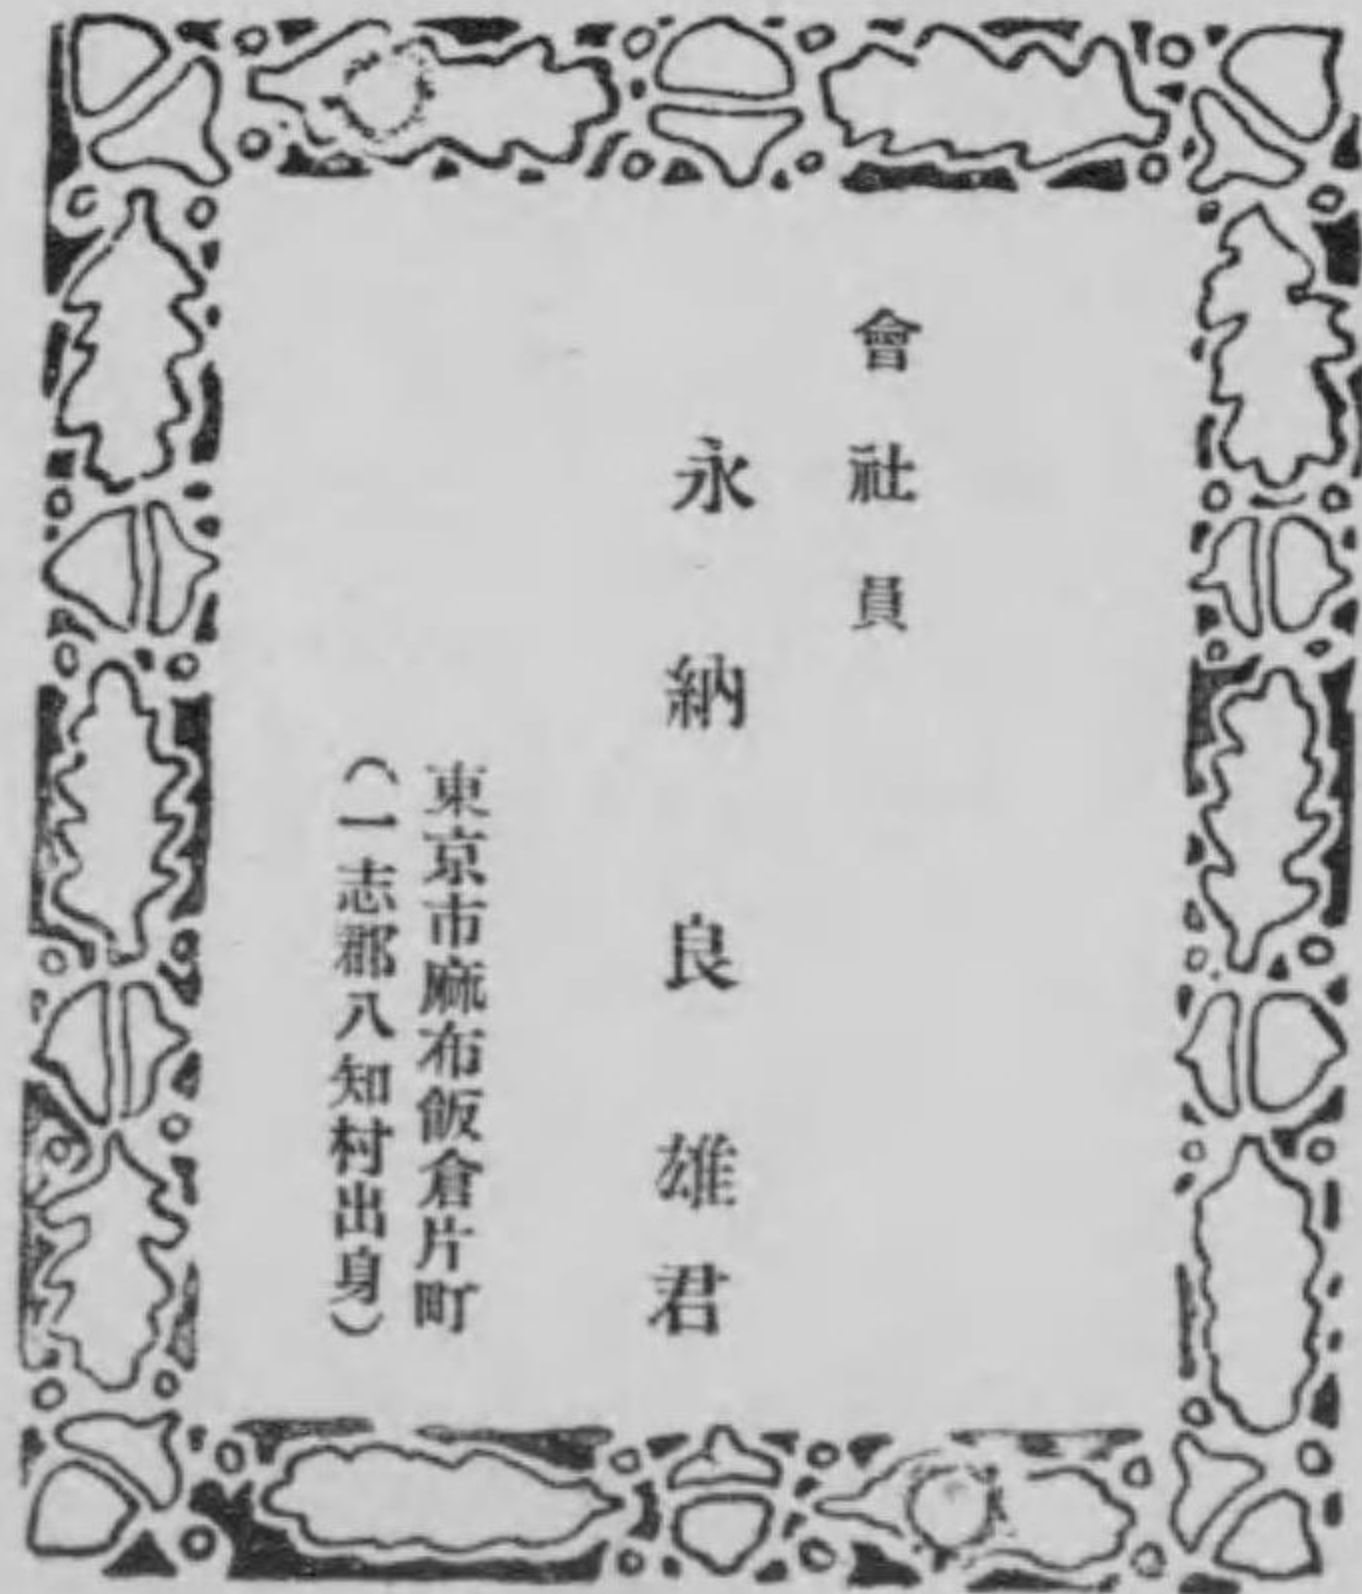 會社員
永納良雄君
東京市麻布飯倉片町
（一志郡八知村出身）